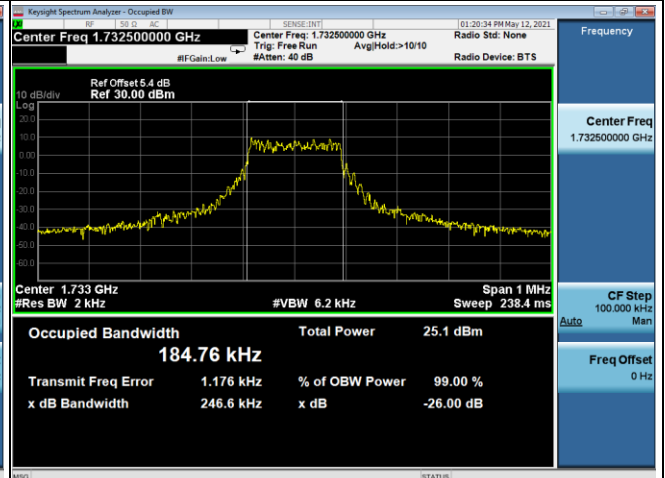 Keysight Spectrum Analyzer - Occupied BW
LXI RF 50 Ω AC SENSE:INT 01:20:34 PM May 12, 2021
Center Freq 1.732500000 GHz Center Freq: 1.732500000 GHz Radio Std: None
Trig: Free Run Avg|Hold:>10/10
#IFGain:Low #Atten: 40 dB Radio Device: BTS
Frequency
Ref Offset 5.4 dB
10 dB/div Ref 30.00 dBm
Log
20.0
10.0
0.00
-10.0
-20.0
-30.0
-40.0
-50.0
-60.0
Center 1.733 GHz Span 1 MHz
#Res BW 2 kHz #VBW 6.2 kHz Sweep 238.4 ms
Occupied Bandwidth Total Power 25.1 dBm
184.76 kHz
Transmit Freq Error 1.176 kHz % of OBW Power 99.00 %
x dB Bandwidth 246.6 kHz x dB -26.00 dB
Center Freq
1.732500000 GHz
CF Step
100.000 kHz
Auto Man
Freq Offset
0 Hz
MSG STATUS